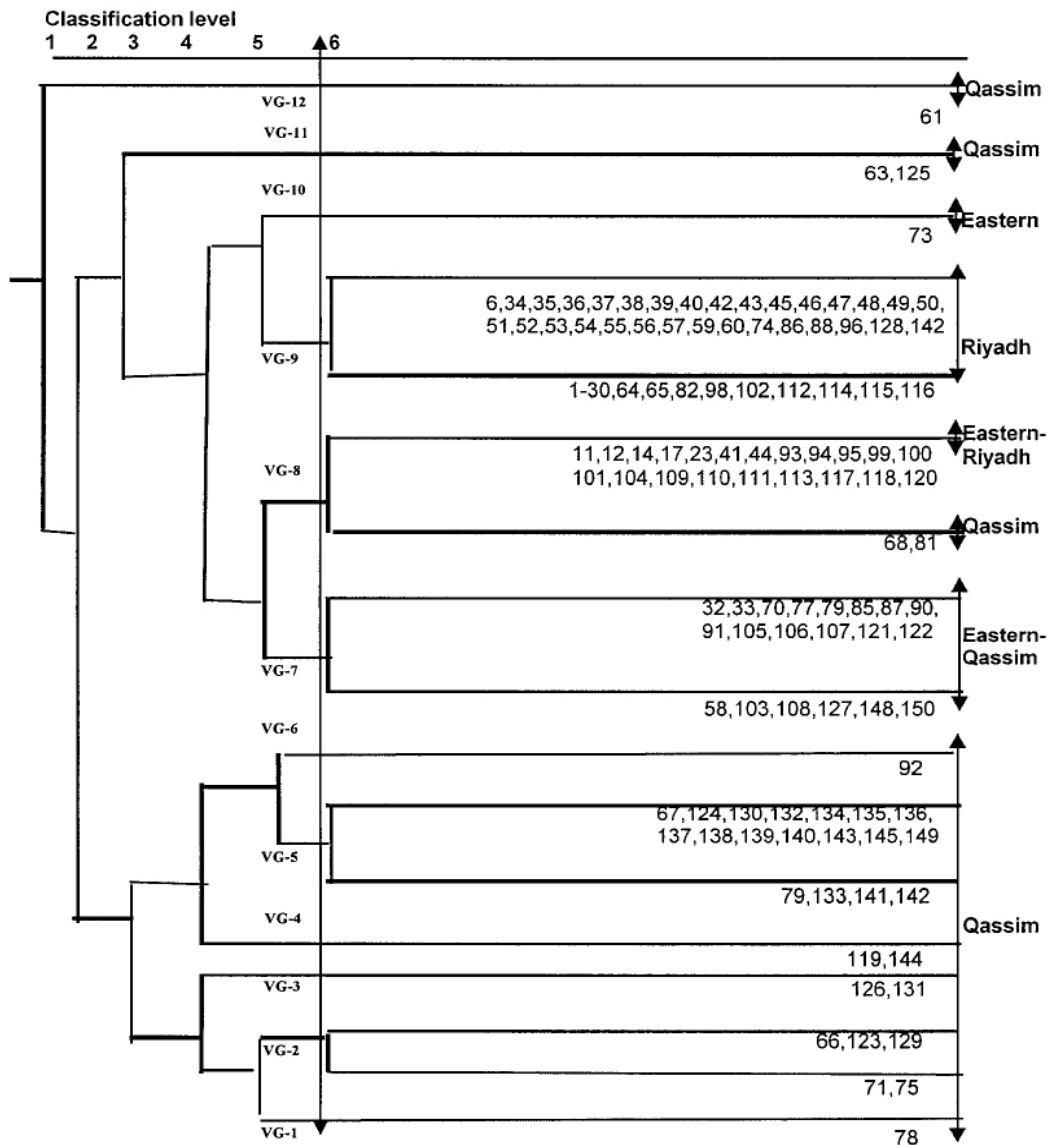 Classification level
1 2 3 4 5 6
VG-12
Qassim
61
VG-11
Qassim
63,125
VG-10
Eastern
73
6,34,35,36,37,38,39,40,42,43,45,46,47,48,49,50,
51,52,53,54,55,56,57,59,60,74,86,88,96,128,142
VG-9
Riyadh
1-30,64,65,82,98,102,112,114,115,116
Eastern-
Riyadh
VG-8
11,12,14,17,23,41,44,93,94,95,99,100
101,104,109,110,111,113,117,118,120
Qassim
68,81
32,33,70,77,79,85,87,90,
91,105,106,107,121,122
Eastern-
Qassim
VG-7
58,103,108,127,148,150
VG-6
92
67,124,130,132,134,135,136,
137,138,139,140,143,145,149
VG-5
79,133,141,142
VG-4
Qassim
119,144
VG-3
126,131
VG-2
66,123,129
71,75
VG-1
78